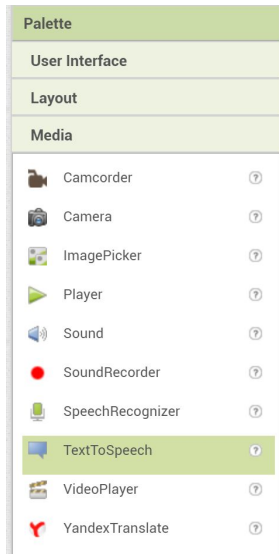 Palette
User Interface
Layout
Media
Camcorder ?
Camera ?
ImagePicker ?
Player ?
Sound ?
SoundRecorder ?
SpeechRecognizer ?
TextToSpeech ?
VideoPlayer ?
YandexTranslate ?